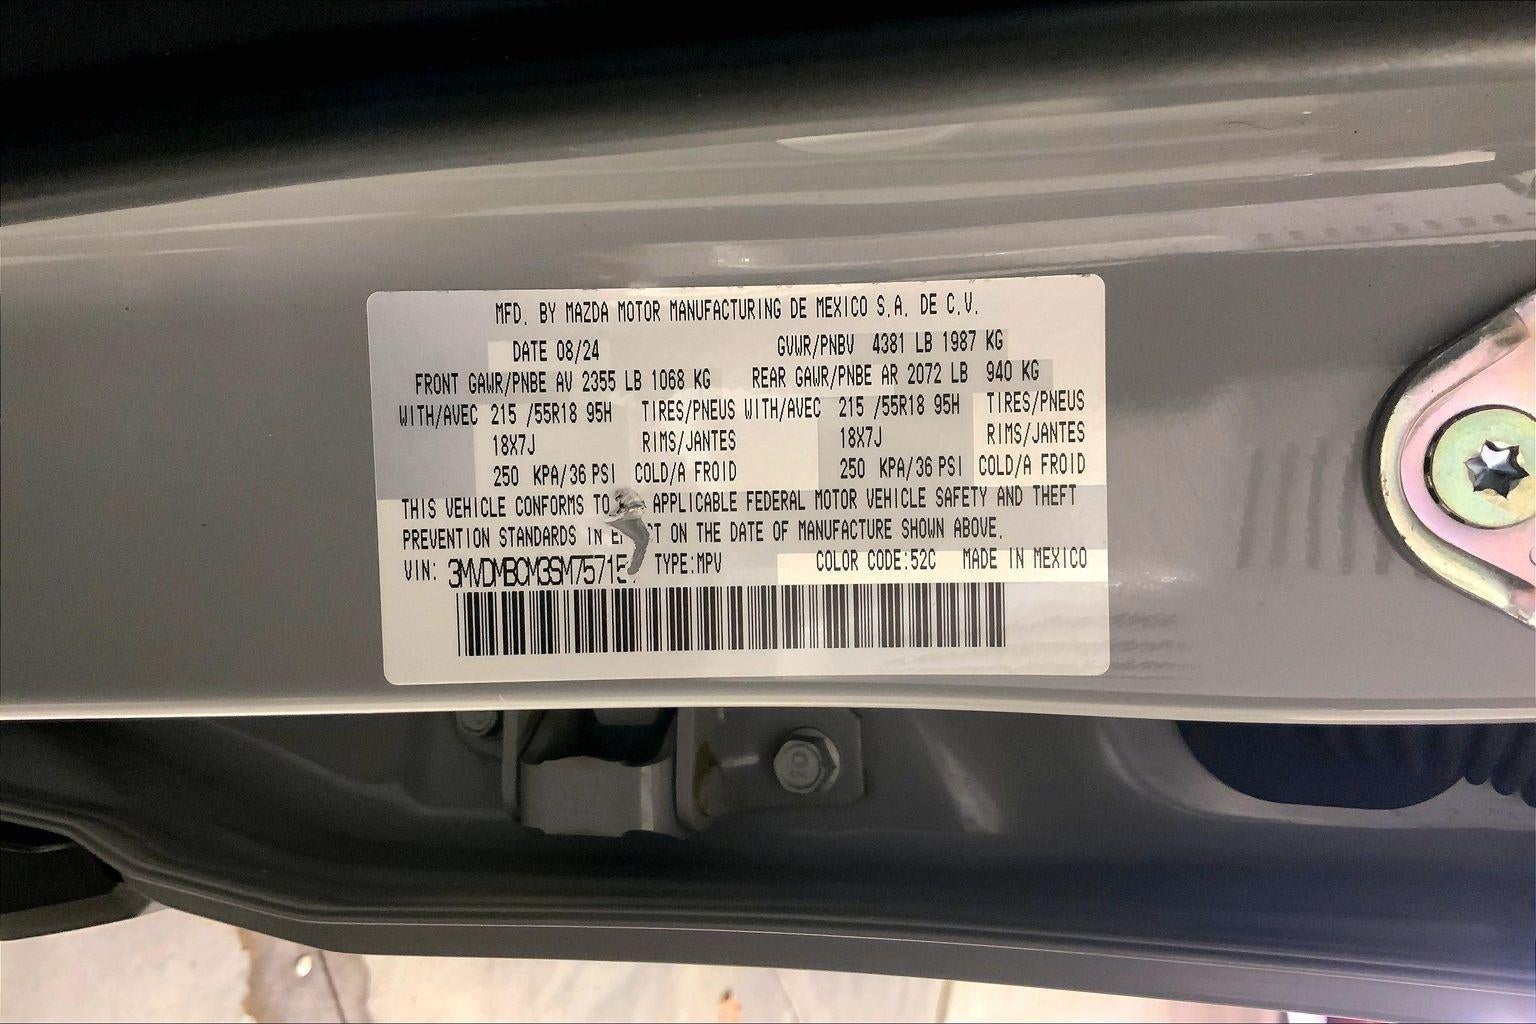 MFD. BY MAZDA MOTOR MANUFACTURING DE MEXICO S.A. DE C.V.
DATE 08/24 GVWR/PNBV 4381 LB 1987 KG
FRONT GAWR/PNBE AV 2355 LB 1068 KG REAR GAWR/PNBE AR 2072 LB 940 KG
WITH/AVEC 215 /55R18 95H TIRES/PNEUS WITH/AVEC 215 /55R18 95H TIRES/PNEUS
18X7J RIMS/JANTES 18X7J RIMS/JANTES
250 KPA/36 PSI COLD/A FROID 250 KPA/36 PSI COLD/A FROID
THIS VEHICLE CONFORMS TO APPLICABLE FEDERAL MOTOR VEHICLE SAFETY AND THEFT
PREVENTION STANDARDS IN ON THE DATE OF MANUFACTURE SHOWN ABOVE.
VIN: TYPE:MPV COLOR CODE:52C MADE IN MEXICO